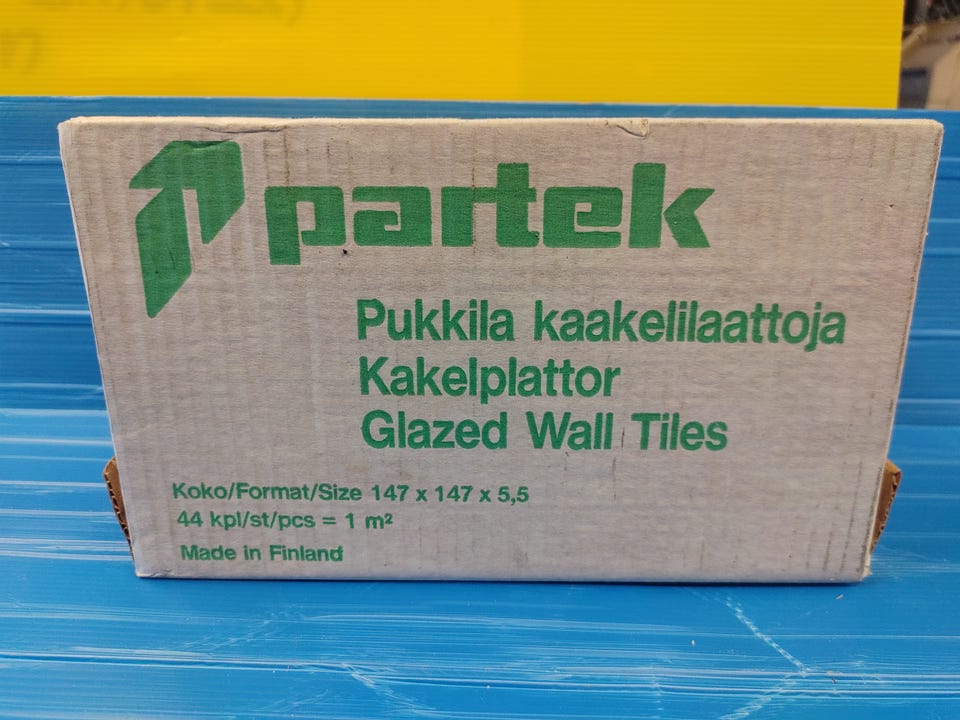 partek
Pukkila kaakelilaattoja
Kakelplattor
Glazed Wall Tiles
Koko/Format/Size 147 x 147 x 5,5
44 kpl/st/pcs = 1 m²
Made in Finland